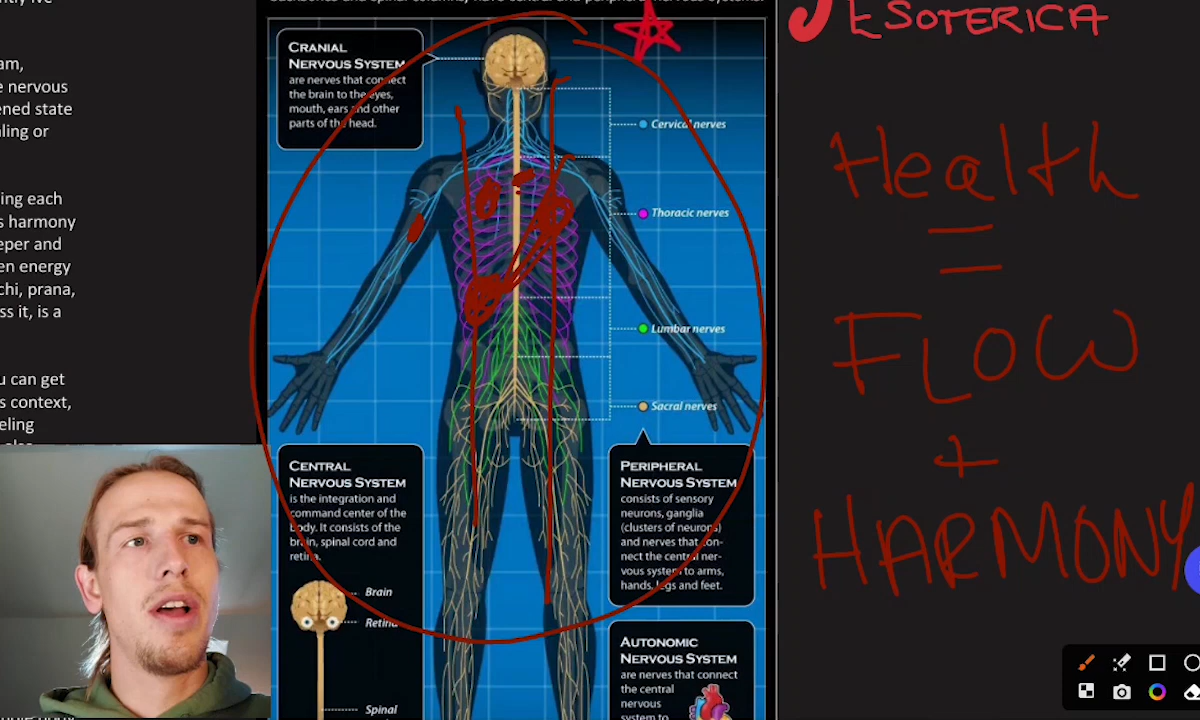 am,
e nervous
ened state
aling or
ing each
s harmony
eper and
en energy
chi, prana,
ss it, is a
u can get
s context,
eling
CRANIAL
NERVOUS SYSTEM
are nerves that connect
the brain to the eyes,
mouth, ears and other
parts of the head.
Cervical nerves
Thoracic nerves
Lumbar nerves
Sacral nerves
CENTRAL
NERVOUS SYSTEM
is the integration and
command center of the
body. It consists of the
brain, spinal cord and
retina.
Brain
Retina
Spinal
PERIPHERAL
NERVOUS SYSTEM
consists of sensory
neurons, ganglia
(clusters of neurons)
and nerves that con-
nect the central ner-
vous system to arms,
hands, legs and feet.
AUTONOMIC
NERVOUS SYSTEM
are nerves that connect
the central
nervous
system to
ESOTERICA
Health
=
FLOW
+
HARMONY